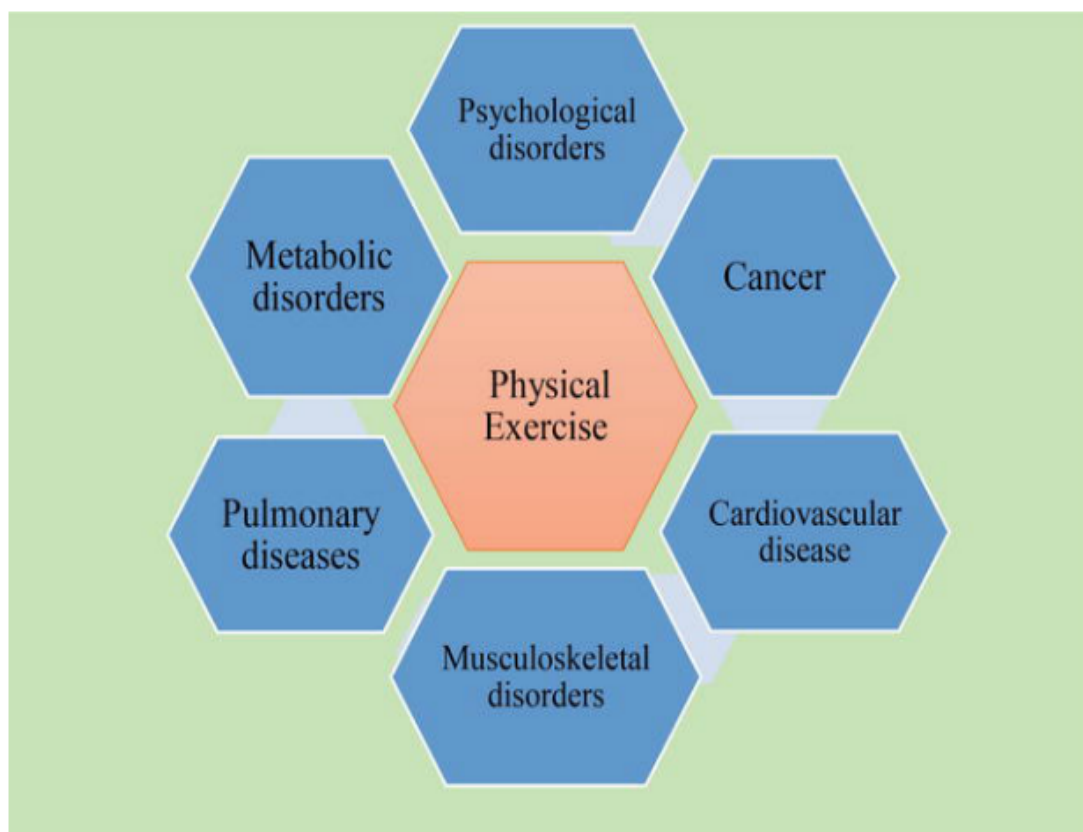 Psychological
disorders
Cancer
Cardiovascular
disease
Musculoskeletal
disorders
Pulmonary
diseases
Metabolic
disorders
Physical
Exercise